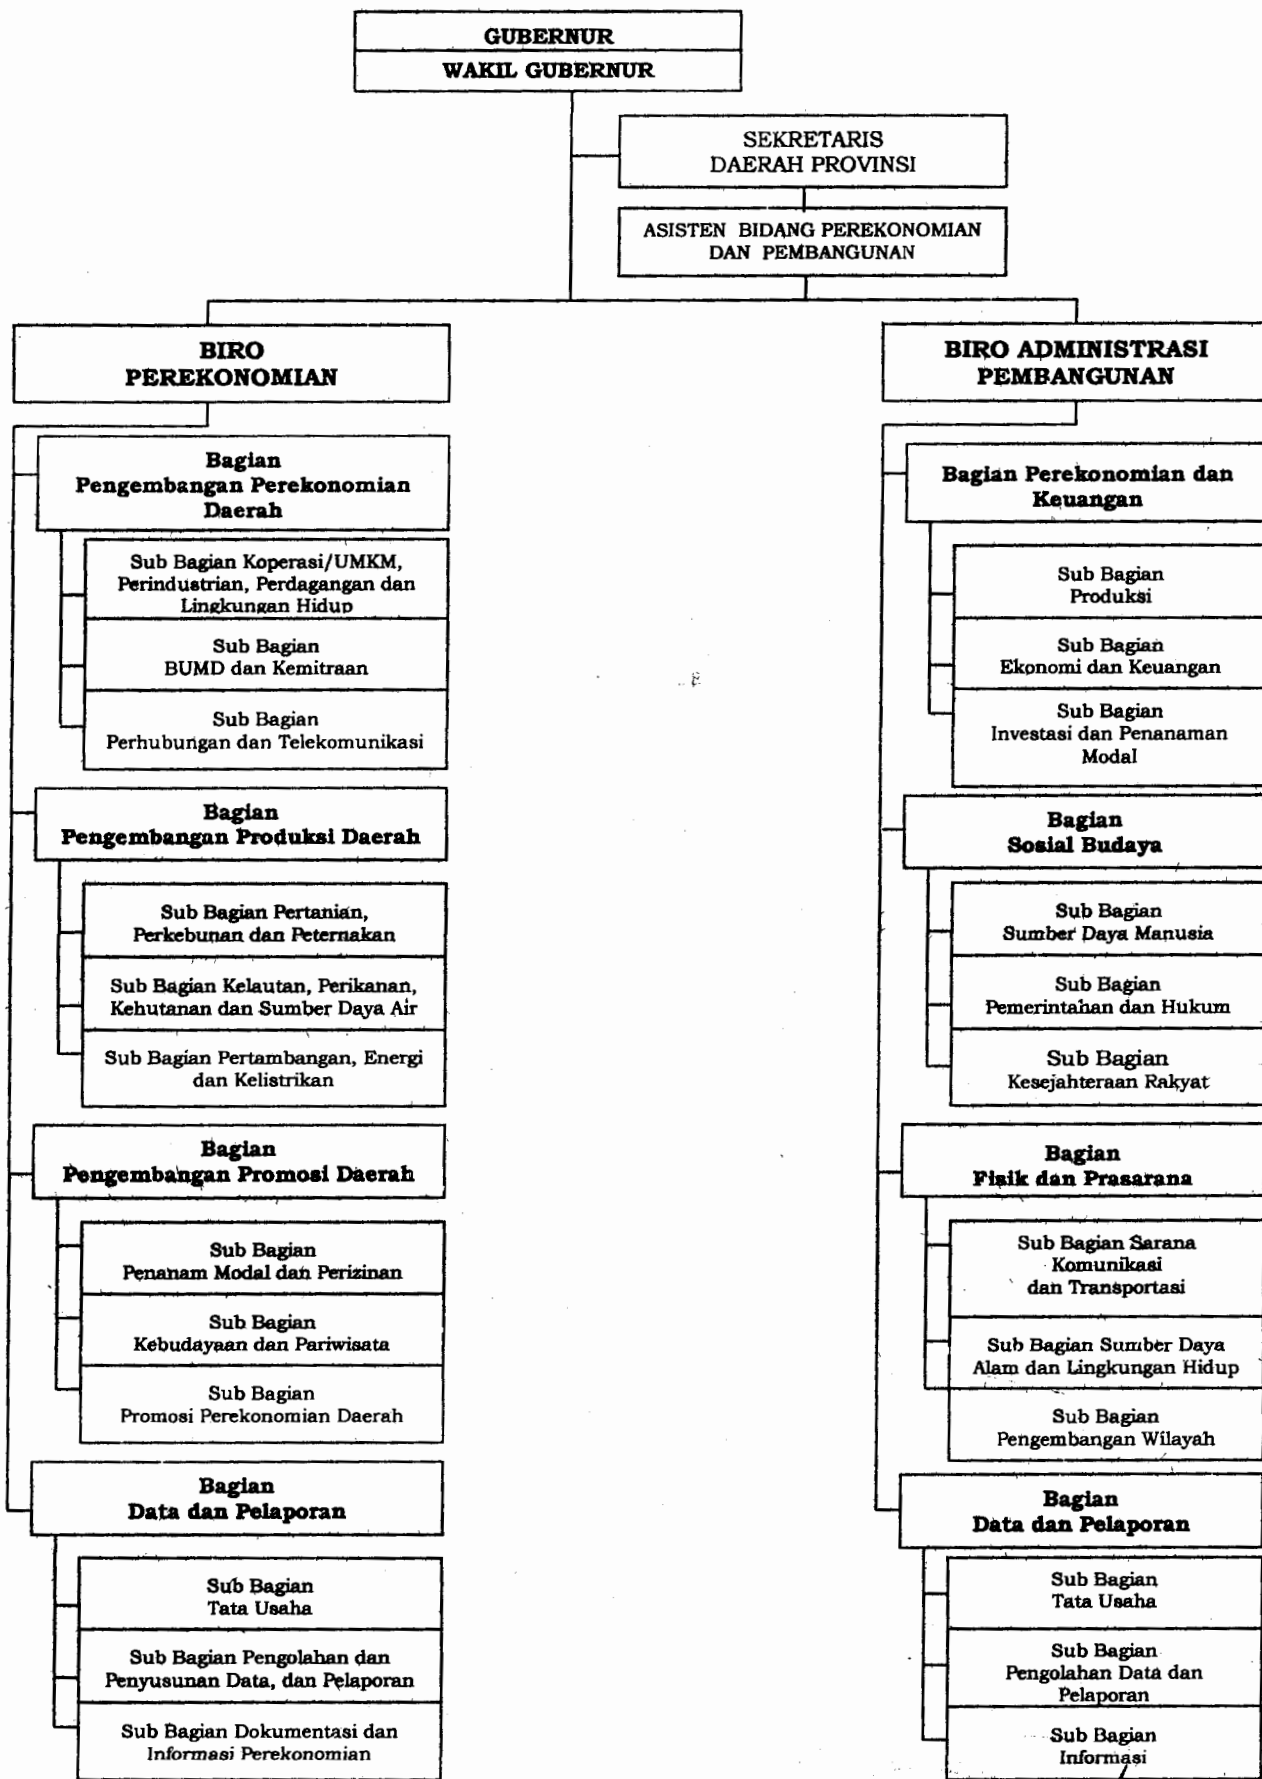 GUBERNUR
WAKIL GUBERNUR
SEKRETARIS
DAERAH PROVINSI
ASISTEN BIDANG PEREKONOMIAN
DAN PEMBANGUNAN
BIRO
PEREKONOMIAN
Bagian
Pengembangan Perekonomian
Daerah
Sub Bagian Koperasi/UMKM,
Perindustrian, Perdagangan dan
Lingkungan Hidup
Sub Bagian
BUMD dan Kemitraan
Sub Bagian
Perhubungan dan Telekomunikasi
Bagian
Pengembangan Produksi Daerah
Sub Bagian Pertanian,
Perkebunan dan Peternakan
Sub Bagian Kelautan, Perikanan,
Kehutanan dan Sumber Daya Air
Sub Bagian Pertambangan, Energi
dan Kelistrikan
Bagian
Pengembangan Promosi Daerah
Sub Bagian
Penanam Modal dan Perizinan
Sub Bagian
Kebudayaan dan Pariwisata
Sub Bagian
Promosi Perekonomian Daerah
Bagian
Data dan Pelaporan
Sub Bagian
Tata Usaha
Sub Bagian Pengolahan dan
Penyusunan Data, dan Pelaporan
Sub Bagian Dokumentasi dan
Informasi Perekonomian
BIRO ADMINISTRASI
PEMBANGUNAN
Bagian Perekonomian dan
Keuangan
Sub Bagian
Produksi
Sub Bagian
Ekonomi dan Keuangan
Sub Bagian
Investasi dan Penanaman
Modal
Bagian
Sosial Budaya
Sub Bagian
Sumber Daya Manusia
Sub Bagian
Pemerintahan dan Hukum
Sub Bagian
Kesejahteraan Rakyat
Bagian
Fisik dan Prasarana
Sub Bagian Sarana
Komunikasi
dan Transportasi
Sub Bagian Sumber Daya
Alam dan Lingkungan Hidup
Sub Bagian
Pengembangan Wilayah
Bagian
Data dan Pelaporan
Sub Bagian
Tata Usaha
Sub Bagian
Pengolahan Data dan
Pelaporan
Sub Bagian
Informasi